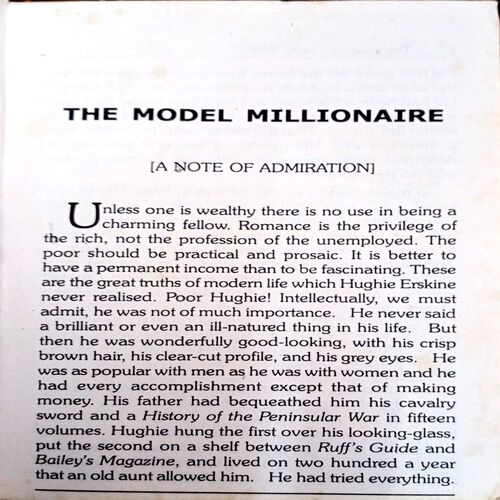 THE MODEL MILLIONAIRE
[A NOTE OF ADMIRATION]
Unless one is wealthy there is no use in being a
charming fellow. Romance is the privilege of
the rich, not the profession of the unemployed. The
poor should be practical and prosaic. It is better to
have a permanent income than to be fascinating. These
are the great truths of modern life which Hughie Erskine
never realised. Poor Hughie! Intellectually, we must
admit, he was not of much importance. He never said
a brilliant or even an ill-natured thing in his life. But
then he was wonderfully good-looking, with his crisp
brown hair, his clear-cut profile, and his grey eyes. He
was as popular with men as he was with women and he
had every accomplishment except that of making
money. His father had bequeathed him his cavalry
sword and a History of the Peninsular War in fifteen
volumes. Hughie hung the first over his looking-glass,
put the second on a shelf between Ruff's Guide and
Bailey's Magazine, and lived on two hundred a year
that an old aunt allowed him. He had tried everything.